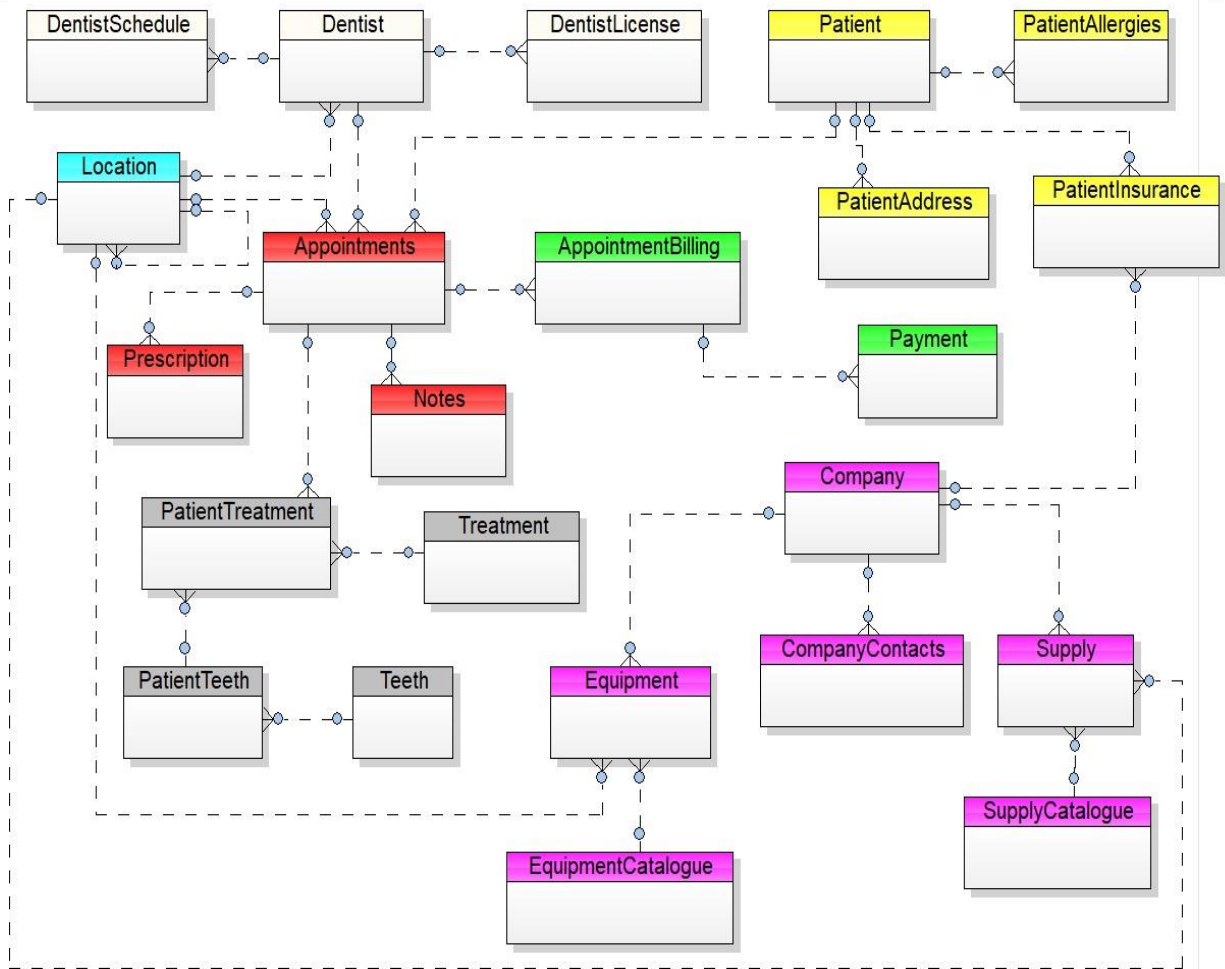 DentistSchedule
Dentist
DentistLicense
Patient
PatientAllergies
Location
PatientAddress
PatientInsurance
Appointments
AppointmentBilling
Prescription
Payment
Notes
Company
PatientTreatment
Treatment
CompanyContacts
Supply
PatientTeeth
Teeth
Equipment
SupplyCatalogue
EquipmentCatalogue